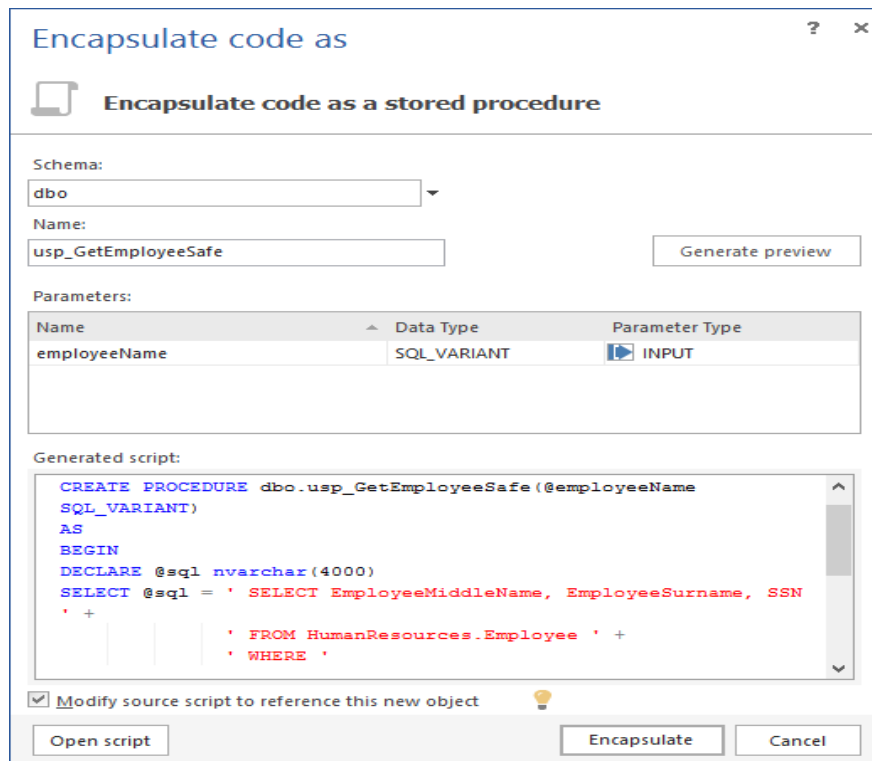 Encapsulate code as
? ×
Encapsulate code as a stored procedure
Schema:
dbo
Name:
usp_GetEmployeeSafe
Generate preview
Parameters:
Name Data Type Parameter Type
employeeName SQL_VARIANT INPUT
Generated script:
CREATE PROCEDURE dbo.usp_GetEmployeeSafe(@employeeName
SQL_VARIANT)
AS
BEGIN
DECLARE @sql nvarchar(4000)
SELECT @sql = ' SELECT EmployeeMiddleName, EmployeeSurname, SSN
' +
' FROM HumanResources.Employee ' +
' WHERE '
Modify source script to reference this new object
Open script Encapsulate Cancel